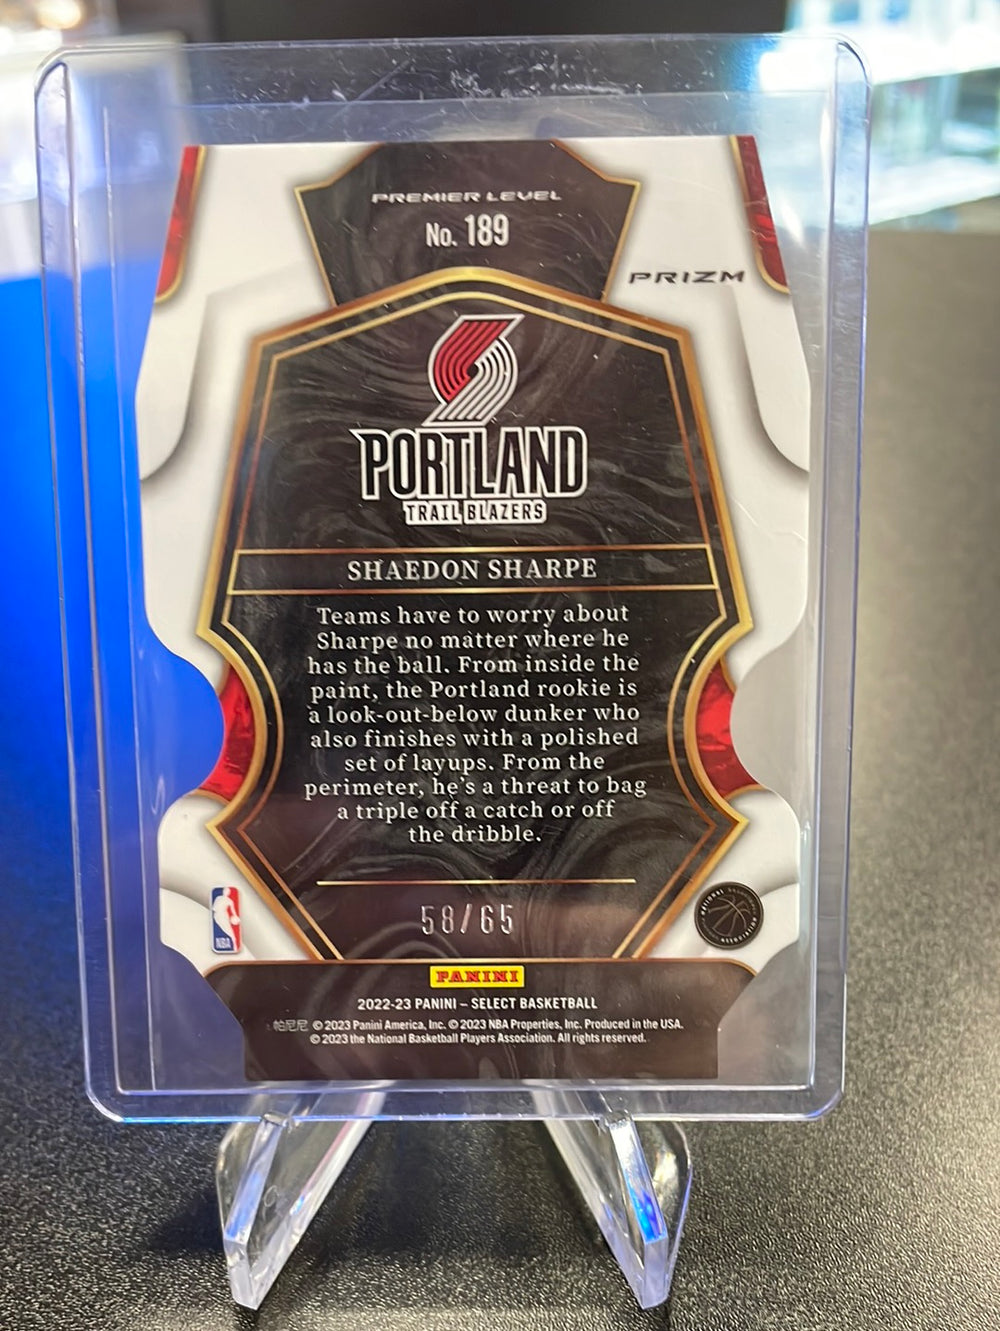 PREMIER LEVEL
No. 189
PRIZM
PORTLAND
TRAIL BLAZERS
SHAEDON SHARPE
Teams have to worry about
Sharpe no matter where he
has the ball. From inside the
paint, the Portland rookie is
a look-out-below dunker who
also finishes with a polished
set of layups. From the
perimeter, he's a threat to bag
a triple off a catch or off
the dribble.
58/65
NBA
NATIONAL BASKETBALL
PANINI
2022-23 PANINI – SELECT BASKETBALL
帕尼尼 © 2023 Panini America, Inc. © 2023 NBA Properties, Inc. Produced in the USA.
© 2023 the National Basketball Players Association. All rights reserved.